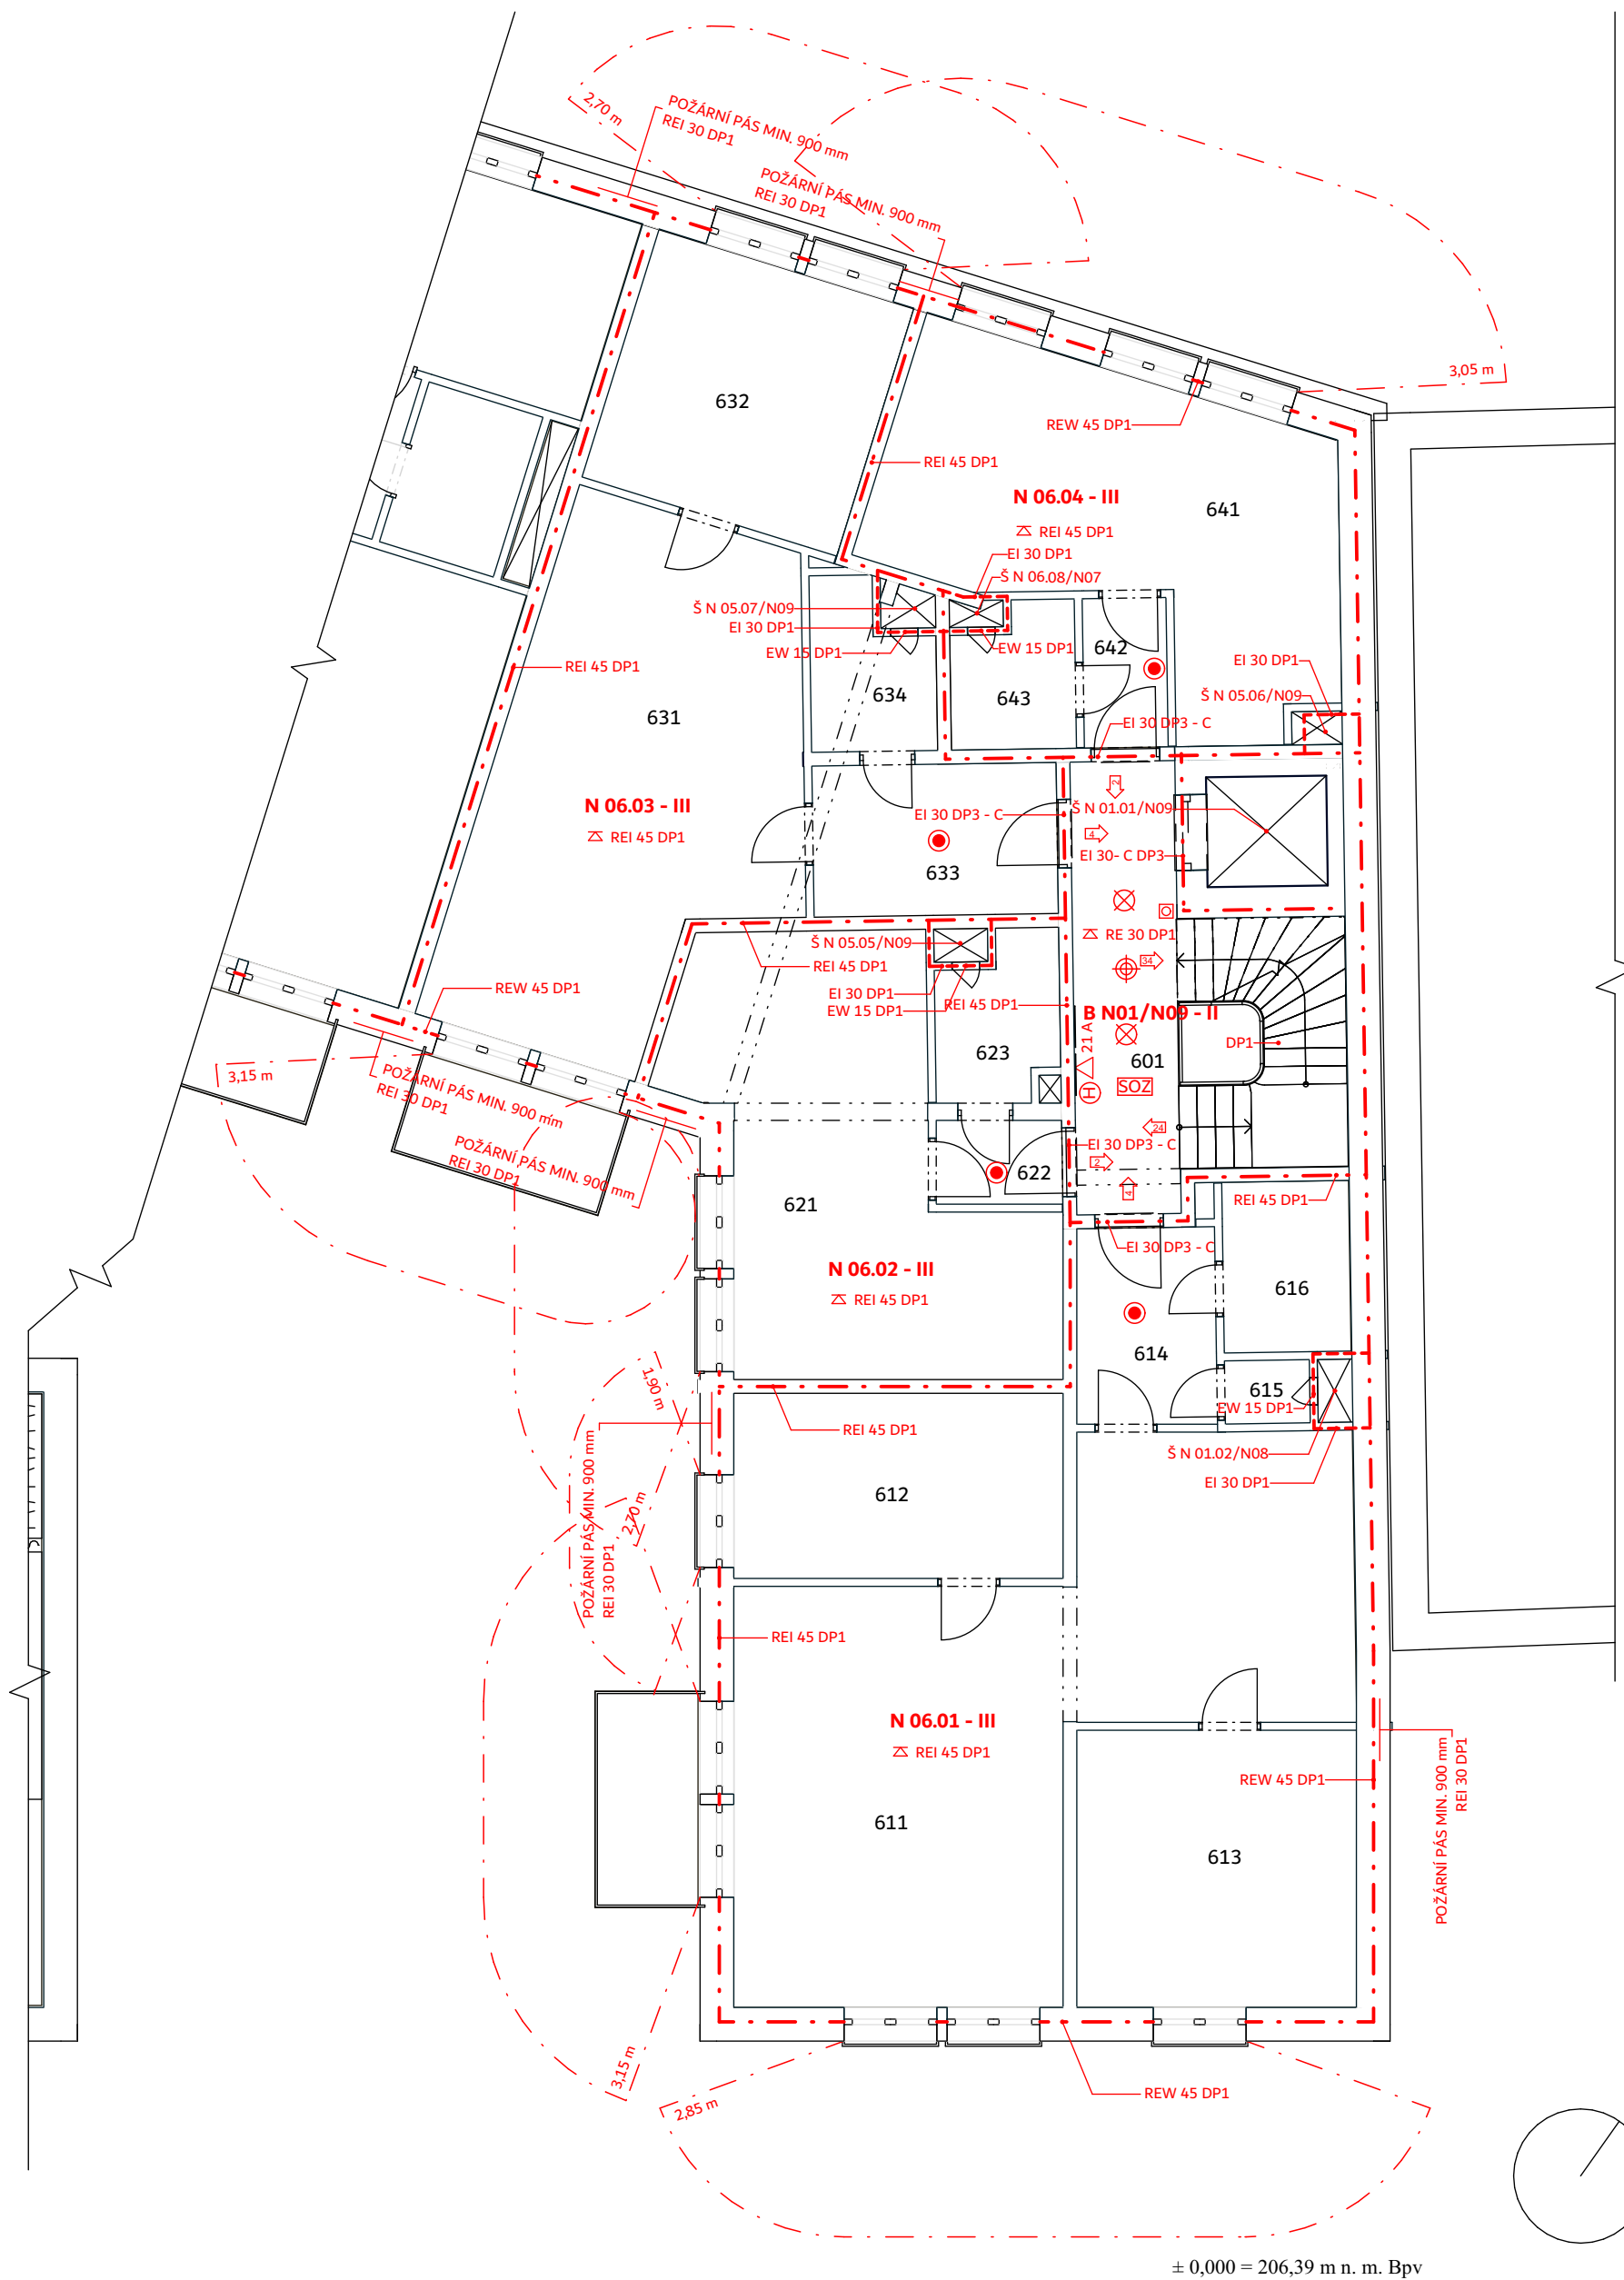 2,70 m
POŽÁRNÍ PÁS MIN. 900 mm
REI 30 DP1
POŽÁRNÍ PÁS MIN. 900 mm
REI 30 DP1
3,05 m
632
REW 45 DP1
REI 45 DP1
N 06.04 - III
641
REI 45 DP1
EI 30 DP1
Š N 06.08/N07
Š N 05.07/N09
EI 30 DP1
EW 15 DP1
EW 15 DP1
642
EI 30 DP1
REI 45 DP1
634
643
Š N 05.06/N09
631
EI 30 DP3 - C
2
N 06.03 - III
REI 45 DP1
EI 30 DP3 - C
Š N 01.01/N09
4
EI 30- C DP3
633
Š N 05.05/N09
RE 30 DP1
34
REI 45 DP1
REW 45 DP1
EI 30 DP1
EW 15 DP1
REI 45 DP1
B N01/N09 - II
21 A
DP1
623
601
H
SOZ
3,15 m
POŽÁRNÍ PÁS MIN. 900 mm
REI 30 DP1
POŽÁRNÍ PÁS MIN. 900 mm
REI 30 DP1
24
EI 30 DP3 - C
2
622
4
621
REI 45 DP1
EI 30 DP3 - C
N 06.02 - III
REI 45 DP1
616
614
1,90 m
615
EW 15 DP1
REI 45 DP1
Š N 01.02/N08
EI 30 DP1
612
2,70 m
POŽÁRNÍ PÁS MIN. 900 mm
REI 30 DP1
REI 45 DP1
N 06.01 - III
REI 45 DP1
REW 45 DP1
POŽÁRNÍ PÁS MIN. 900 mm
REI 30 DP1
611
613
3,15 m
2,85 m
REW 45 DP1
± 0,000 = 206,39 m n. m. Bpv